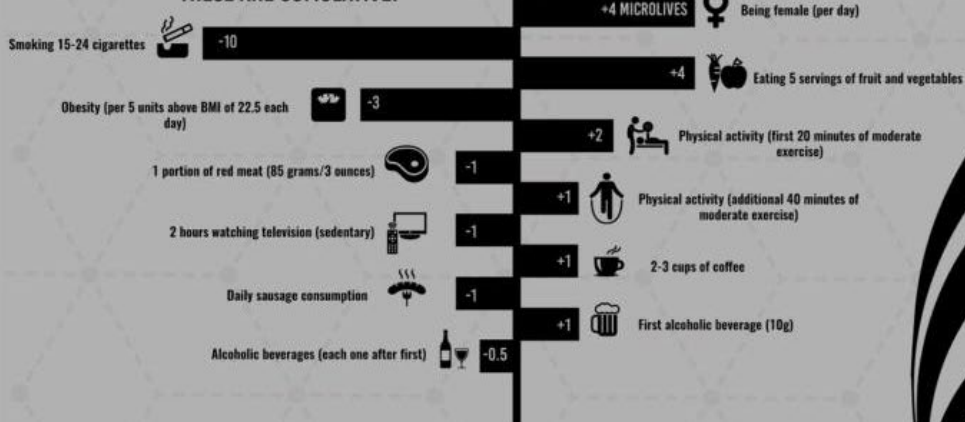 THESE ARE CUMULATIVE!
+4 MICROLIVES
Being female (per day)
Smoking 15-24 cigarettes
-10
+4
Eating 5 servings of fruit and vegetables
Obesity (per 5 units above BMI of 22.5 each
day)
-3
+2
Physical activity (first 20 minutes of moderate
exercise)
1 portion of red meat (85 grams/3 ounces)
-1
+1
Physical activity (additional 40 minutes of
moderate exercise)
2 hours watching television (sedentary)
-1
+1
2-3 cups of coffee
Daily sausage consumption
-1
+1
First alcoholic beverage (10g)
Alcoholic beverages (each one after first)
-0.5